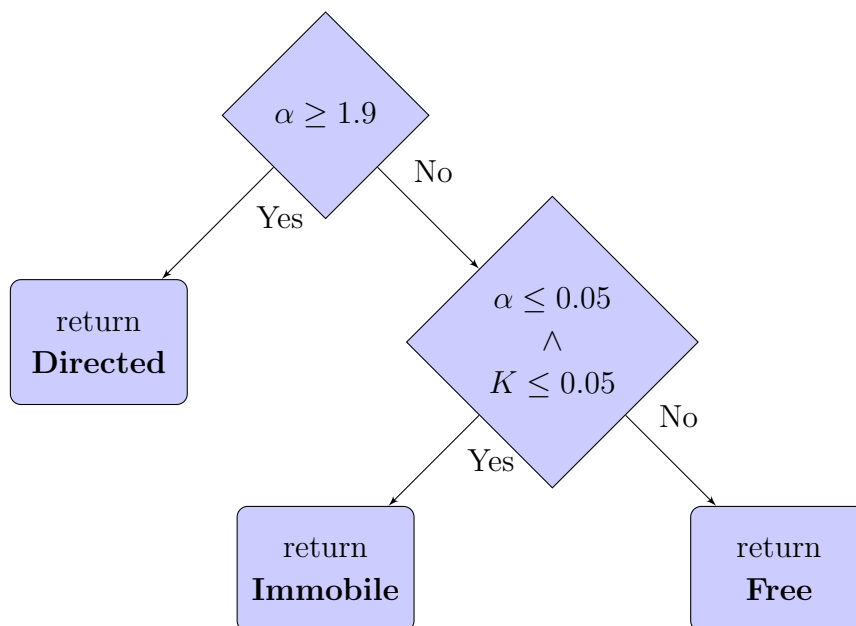 α ≥ 1.9
No
Yes
return
Directed
α ≤ 0.05
∧
K ≤ 0.05
No
Yes
return
Immobile
return
Free